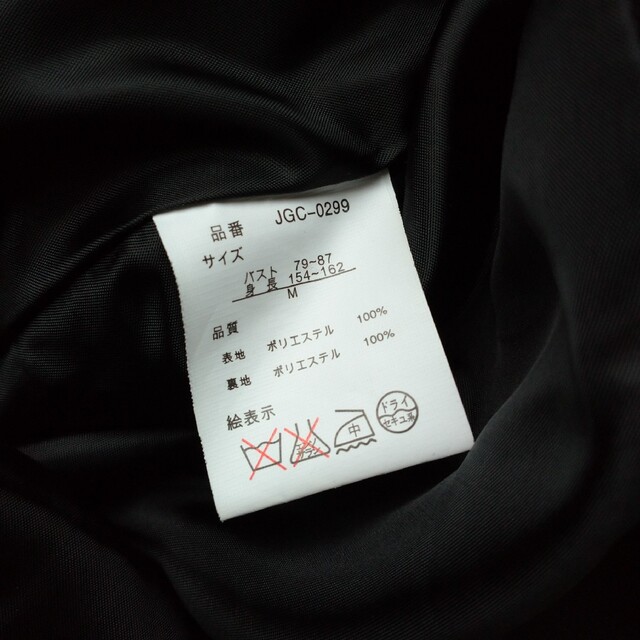 品番 JGC-0299
サイズ
バスト 79~87
身長 154~162
M
品質
表地 ポリエステル 100%
裏地 ポリエステル 100%
絵表示
中
ドライ
セキユ系